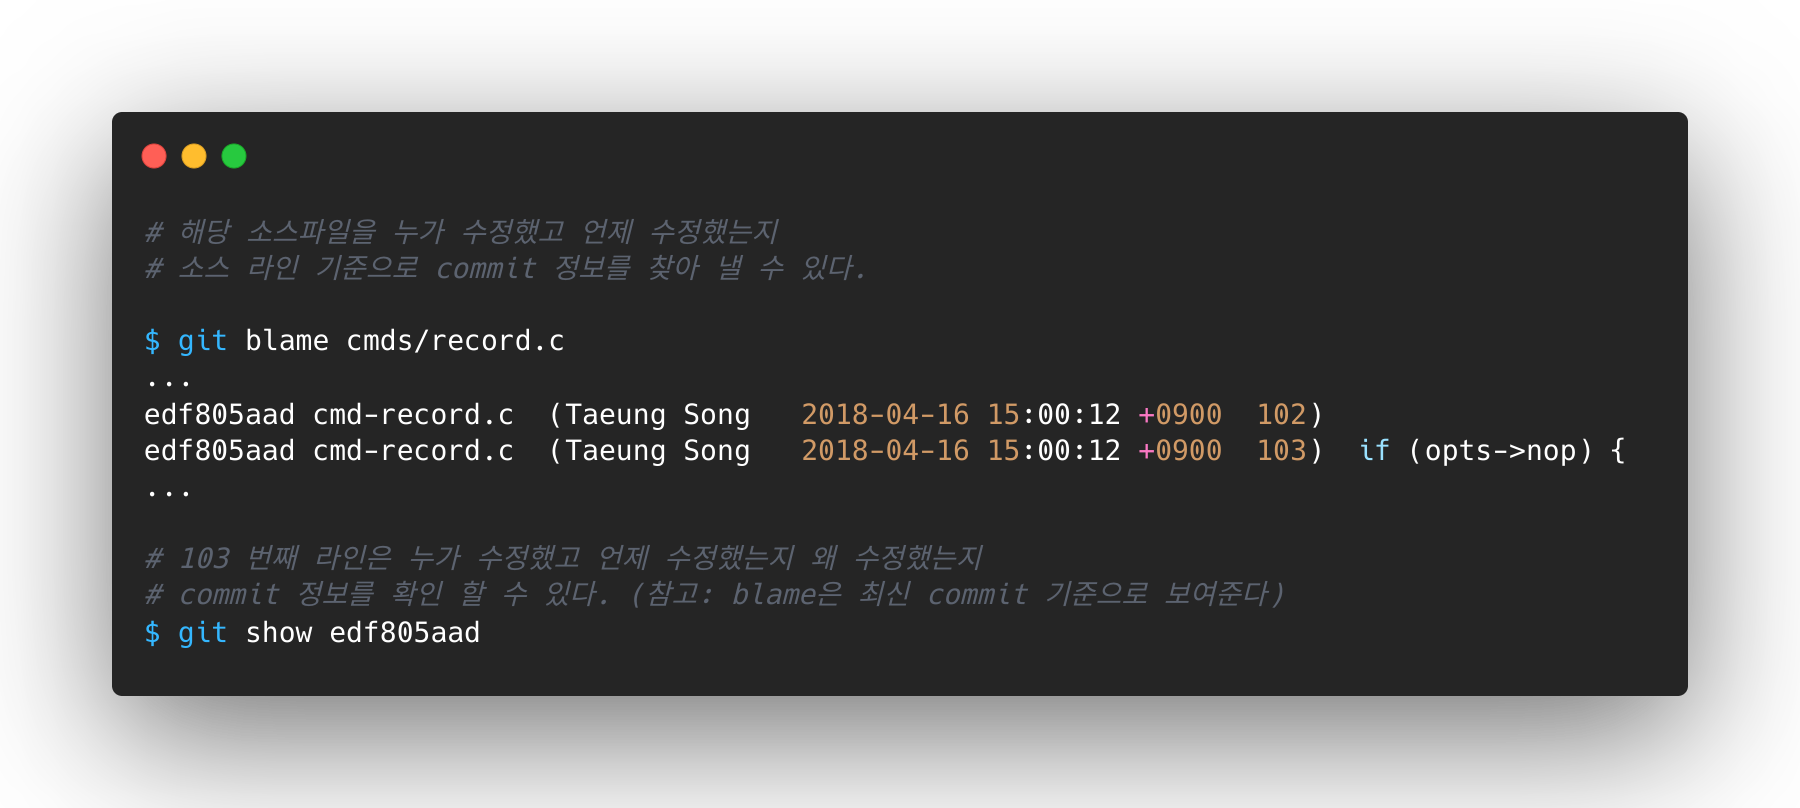 # 해당 소스파일을 누가 수정했고 언제 수정했는지
# 소스 라인 기준으로 commit 정보를 찾아 낼 수 있다.
$ git blame cmds/record.c
...
edf805aad cmd-record.c  (Taeung Song   2018-04-16 15:00:12 +0900  102)
edf805aad cmd-record.c  (Taeung Song   2018-04-16 15:00:12 +0900  103)  if (opts->nop) {
...
# 103 번째 라인은 누가 수정했고 언제 수정했는지 왜 수정했는지
# commit 정보를 확인 할 수 있다. (참고: blame은 최신 commit 기준으로 보여준다)
$ git show edf805aad